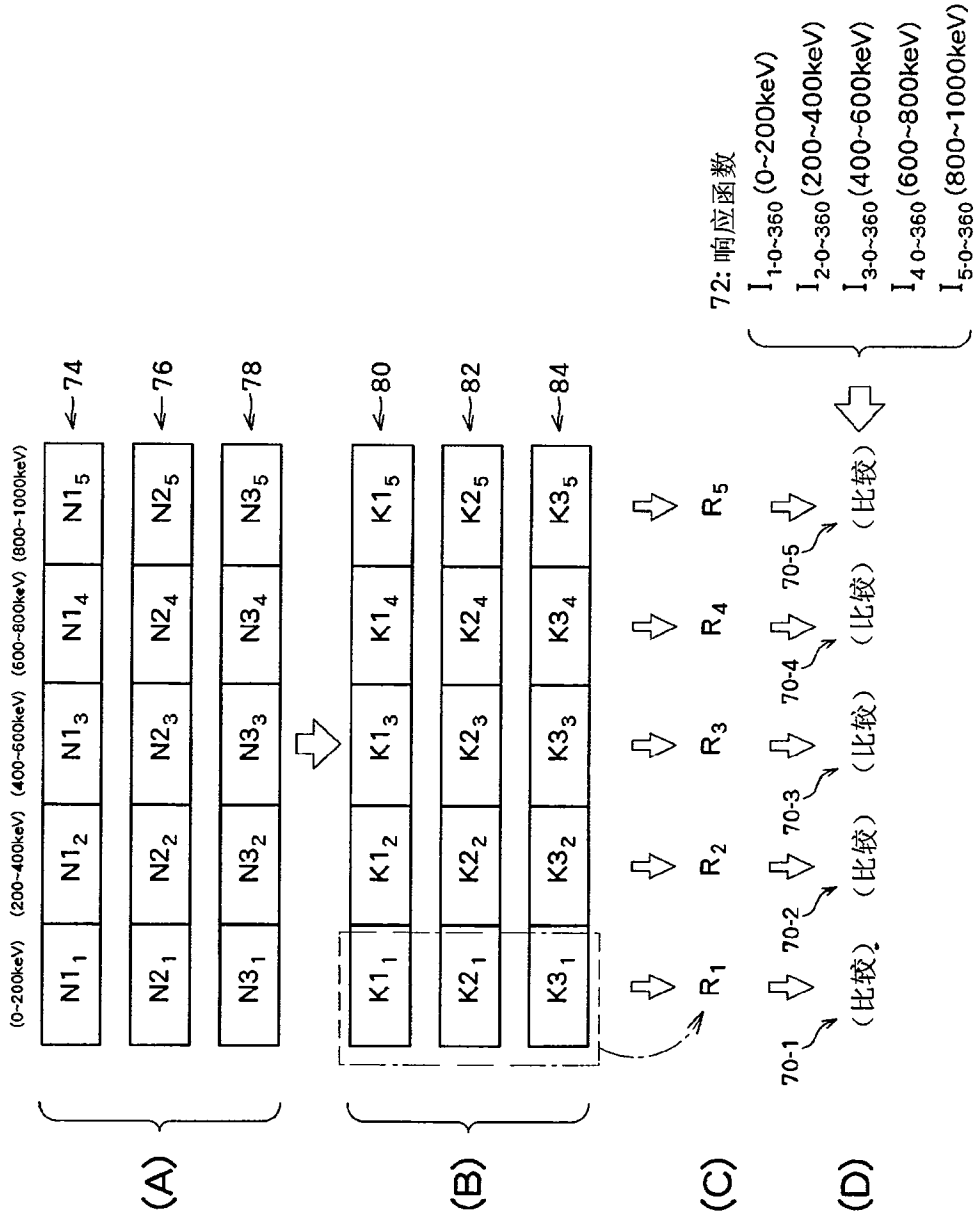 (0~200keV) (200~400keV) (400~600keV) (600~800keV) (800~1000keV)
(A)
N1₁ N1₂ N1₃ N1₄ N1₅ 74
N2₁ N2₂ N2₃ N2₄ N2₅ 76
N3₁ N3₂ N3₃ N3₄ N3₅ 78
(B)
K1₁ K1₂ K1₃ K1₄ K1₅ 80
K2₁ K2₂ K2₃ K2₄ K2₅ 82
K3₁ K3₂ K3₃ K3₄ K3₅ 84
(C) R₁ R₂ R₃ R₄ R₅
70-1 70-2 70-3 70-4 70-5
(D) (比较) (比较) (比较) (比较) (比较)
72: 响应函数
I₁₋₀~₃₆₀(0~200keV)
I₂₋₀~₃₆₀(200~400keV)
I₃₋₀~₃₆₀(400~600keV)
I₄ ₀~₃₆₀(600~800keV)
I₅₋₀~₃₆₀(800~1000keV)